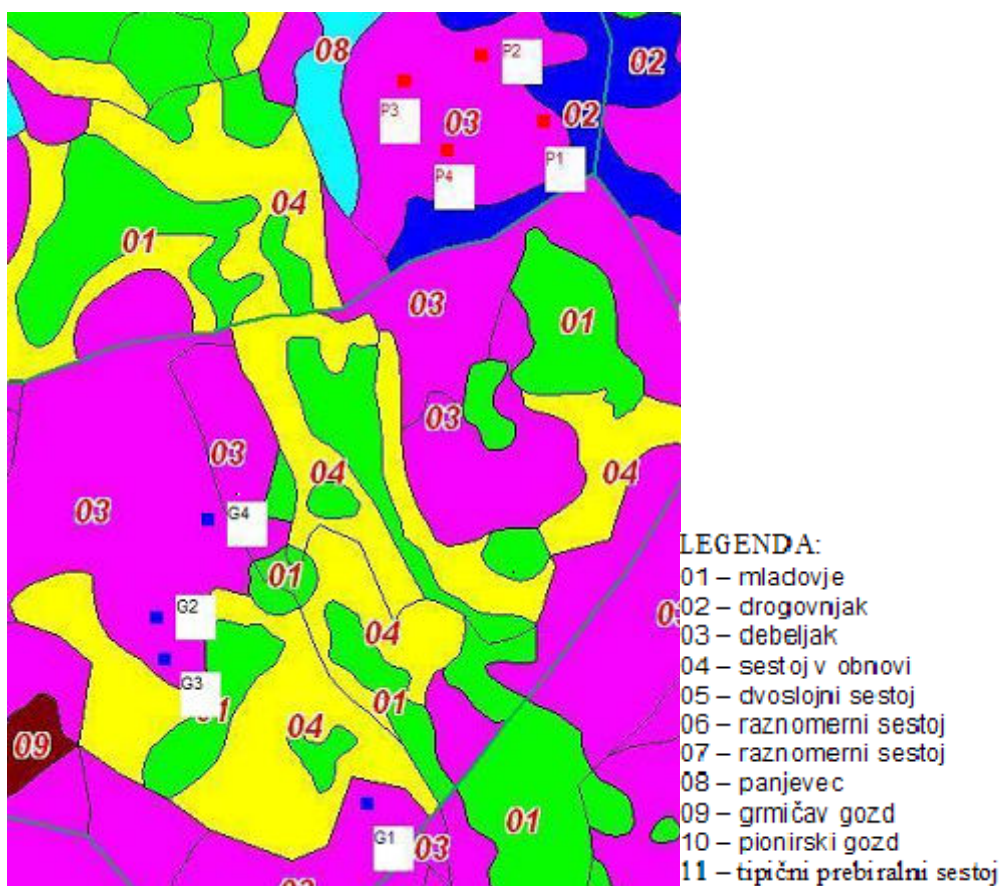 08
P2
02
P3
03
02
P1
P4
04
01
03
01
03
03
04
04
03
G4
01
G2
04
G3
01
01
04
09
01
G1
03
03
LEGENDA:
01 – mladovje
02 – drogovnjak
03 – debeljak
04 – sestoj v obnovi
05 – dvoslojni sestoj
06 – raznomerni sestoj
07 – raznomerni sestoj
08 – panjevec
09 – grmičav gozd
10 – pionirski gozd
11 – tipični prebiralni sestoj